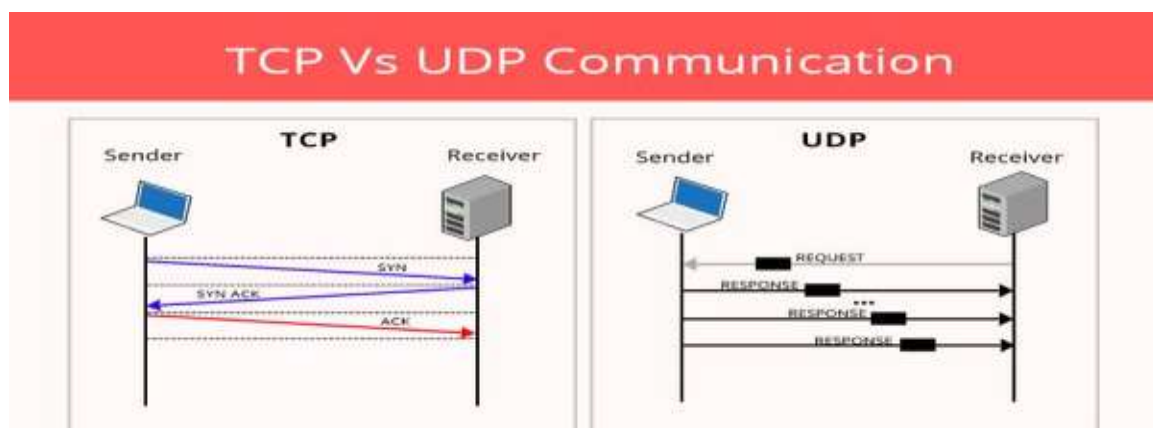 TCP Vs UDP Communication
TCP
Sender
Receiver
SYN
SYN ACK
ACK
UDP
Sender
Receiver
REQUEST
RESPONSE
...
RESPONSE
RESPONSE